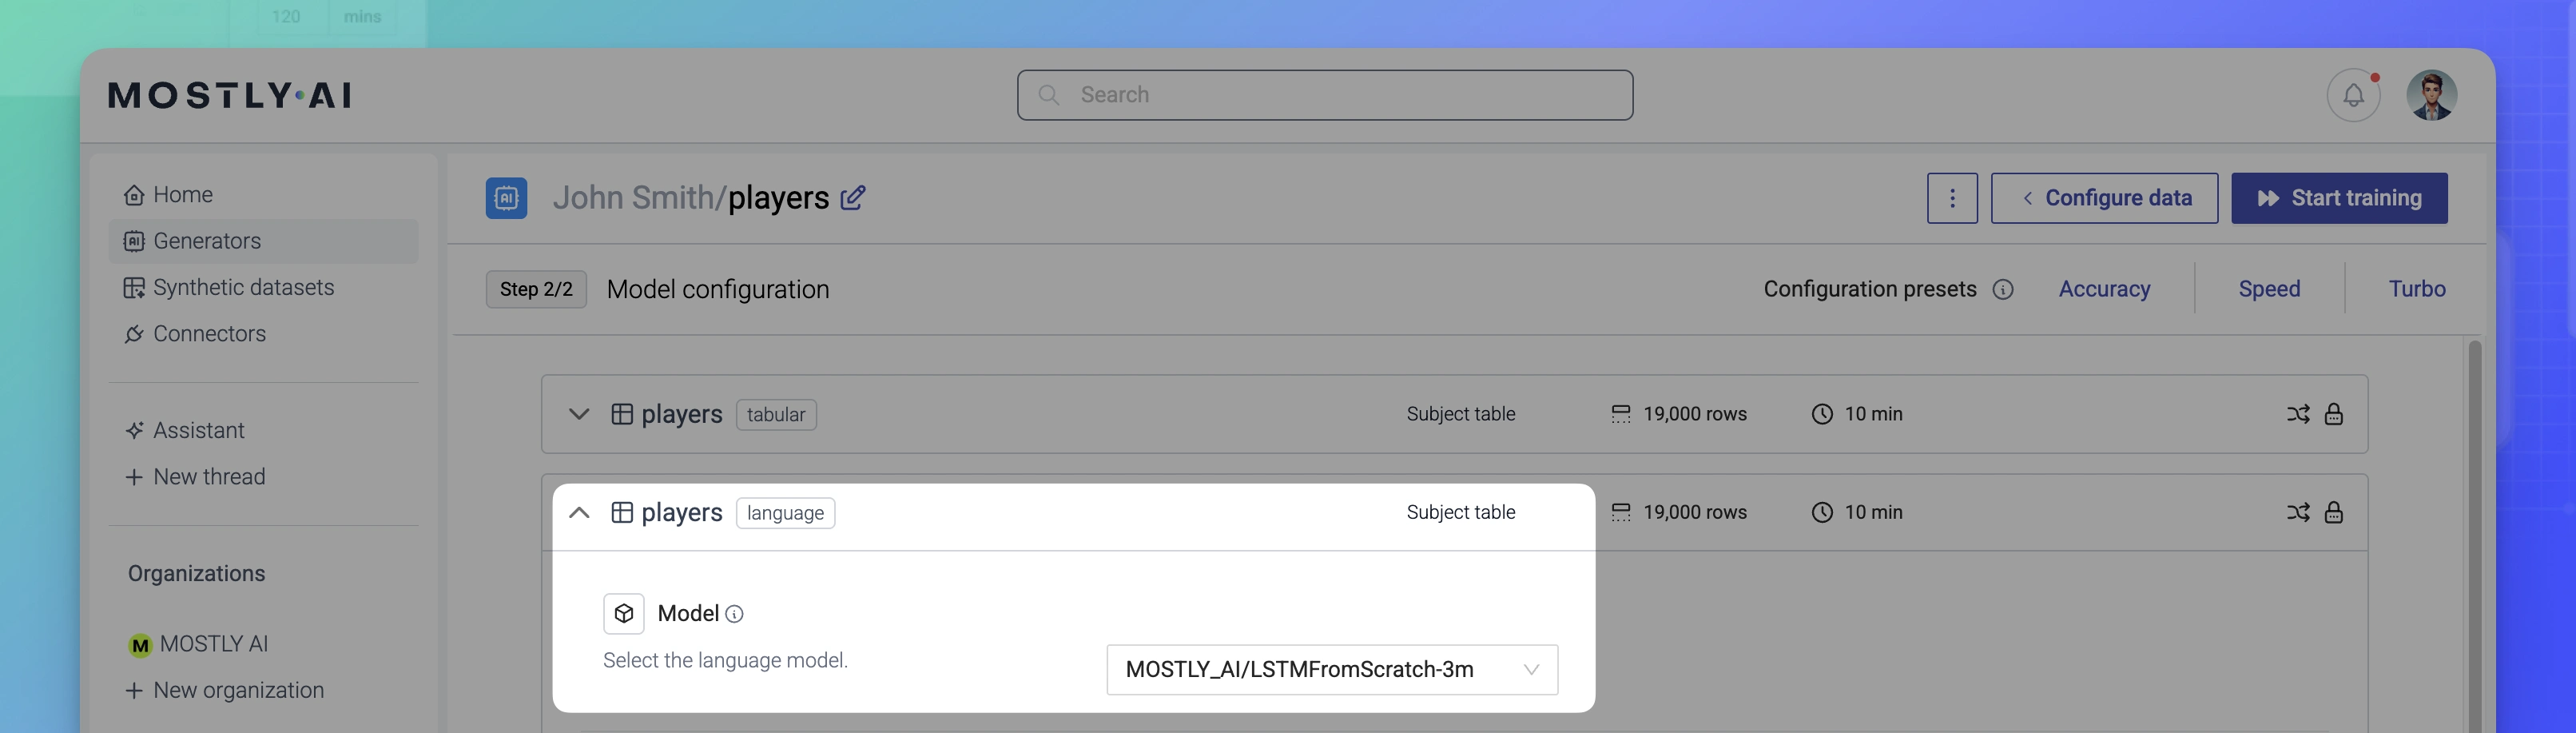 120 mins
MOSTLY AI
Search
Home
Generators
Synthetic datasets
Connectors
Assistant
+ New thread
Organizations
M MOSTLY AI
+ New organization
AI John Smith/players
Configure data
Start training
Step 2/2 Model configuration
Configuration presets
Accuracy
Speed
Turbo
players tabular Subject table 19,000 rows 10 min
players language Subject table 19,000 rows 10 min
Model
Select the language model.
MOSTLY_AI/LSTMFromScratch-3m